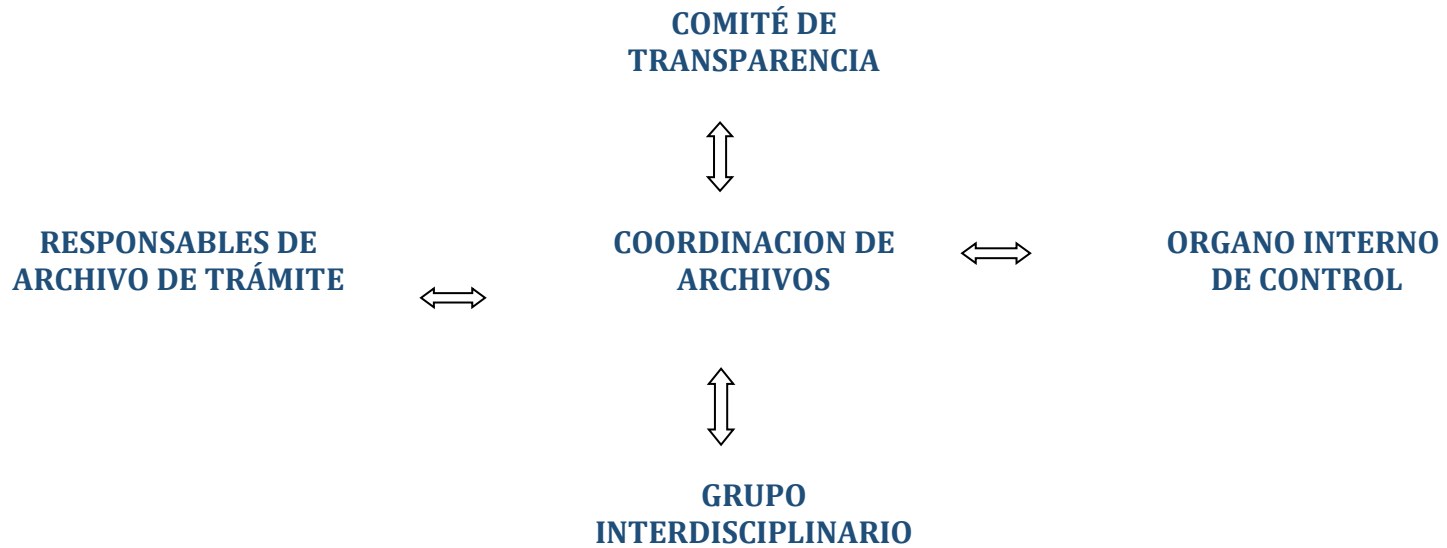 COMITÉ DE
TRANSPARENCIA
RESPONSABLES DE
ARCHIVO DE TRÁMITE
COORDINACION DE
ARCHIVOS
ORGANO INTERNO
DE CONTROL
GRUPO
INTERDISCIPLINARIO